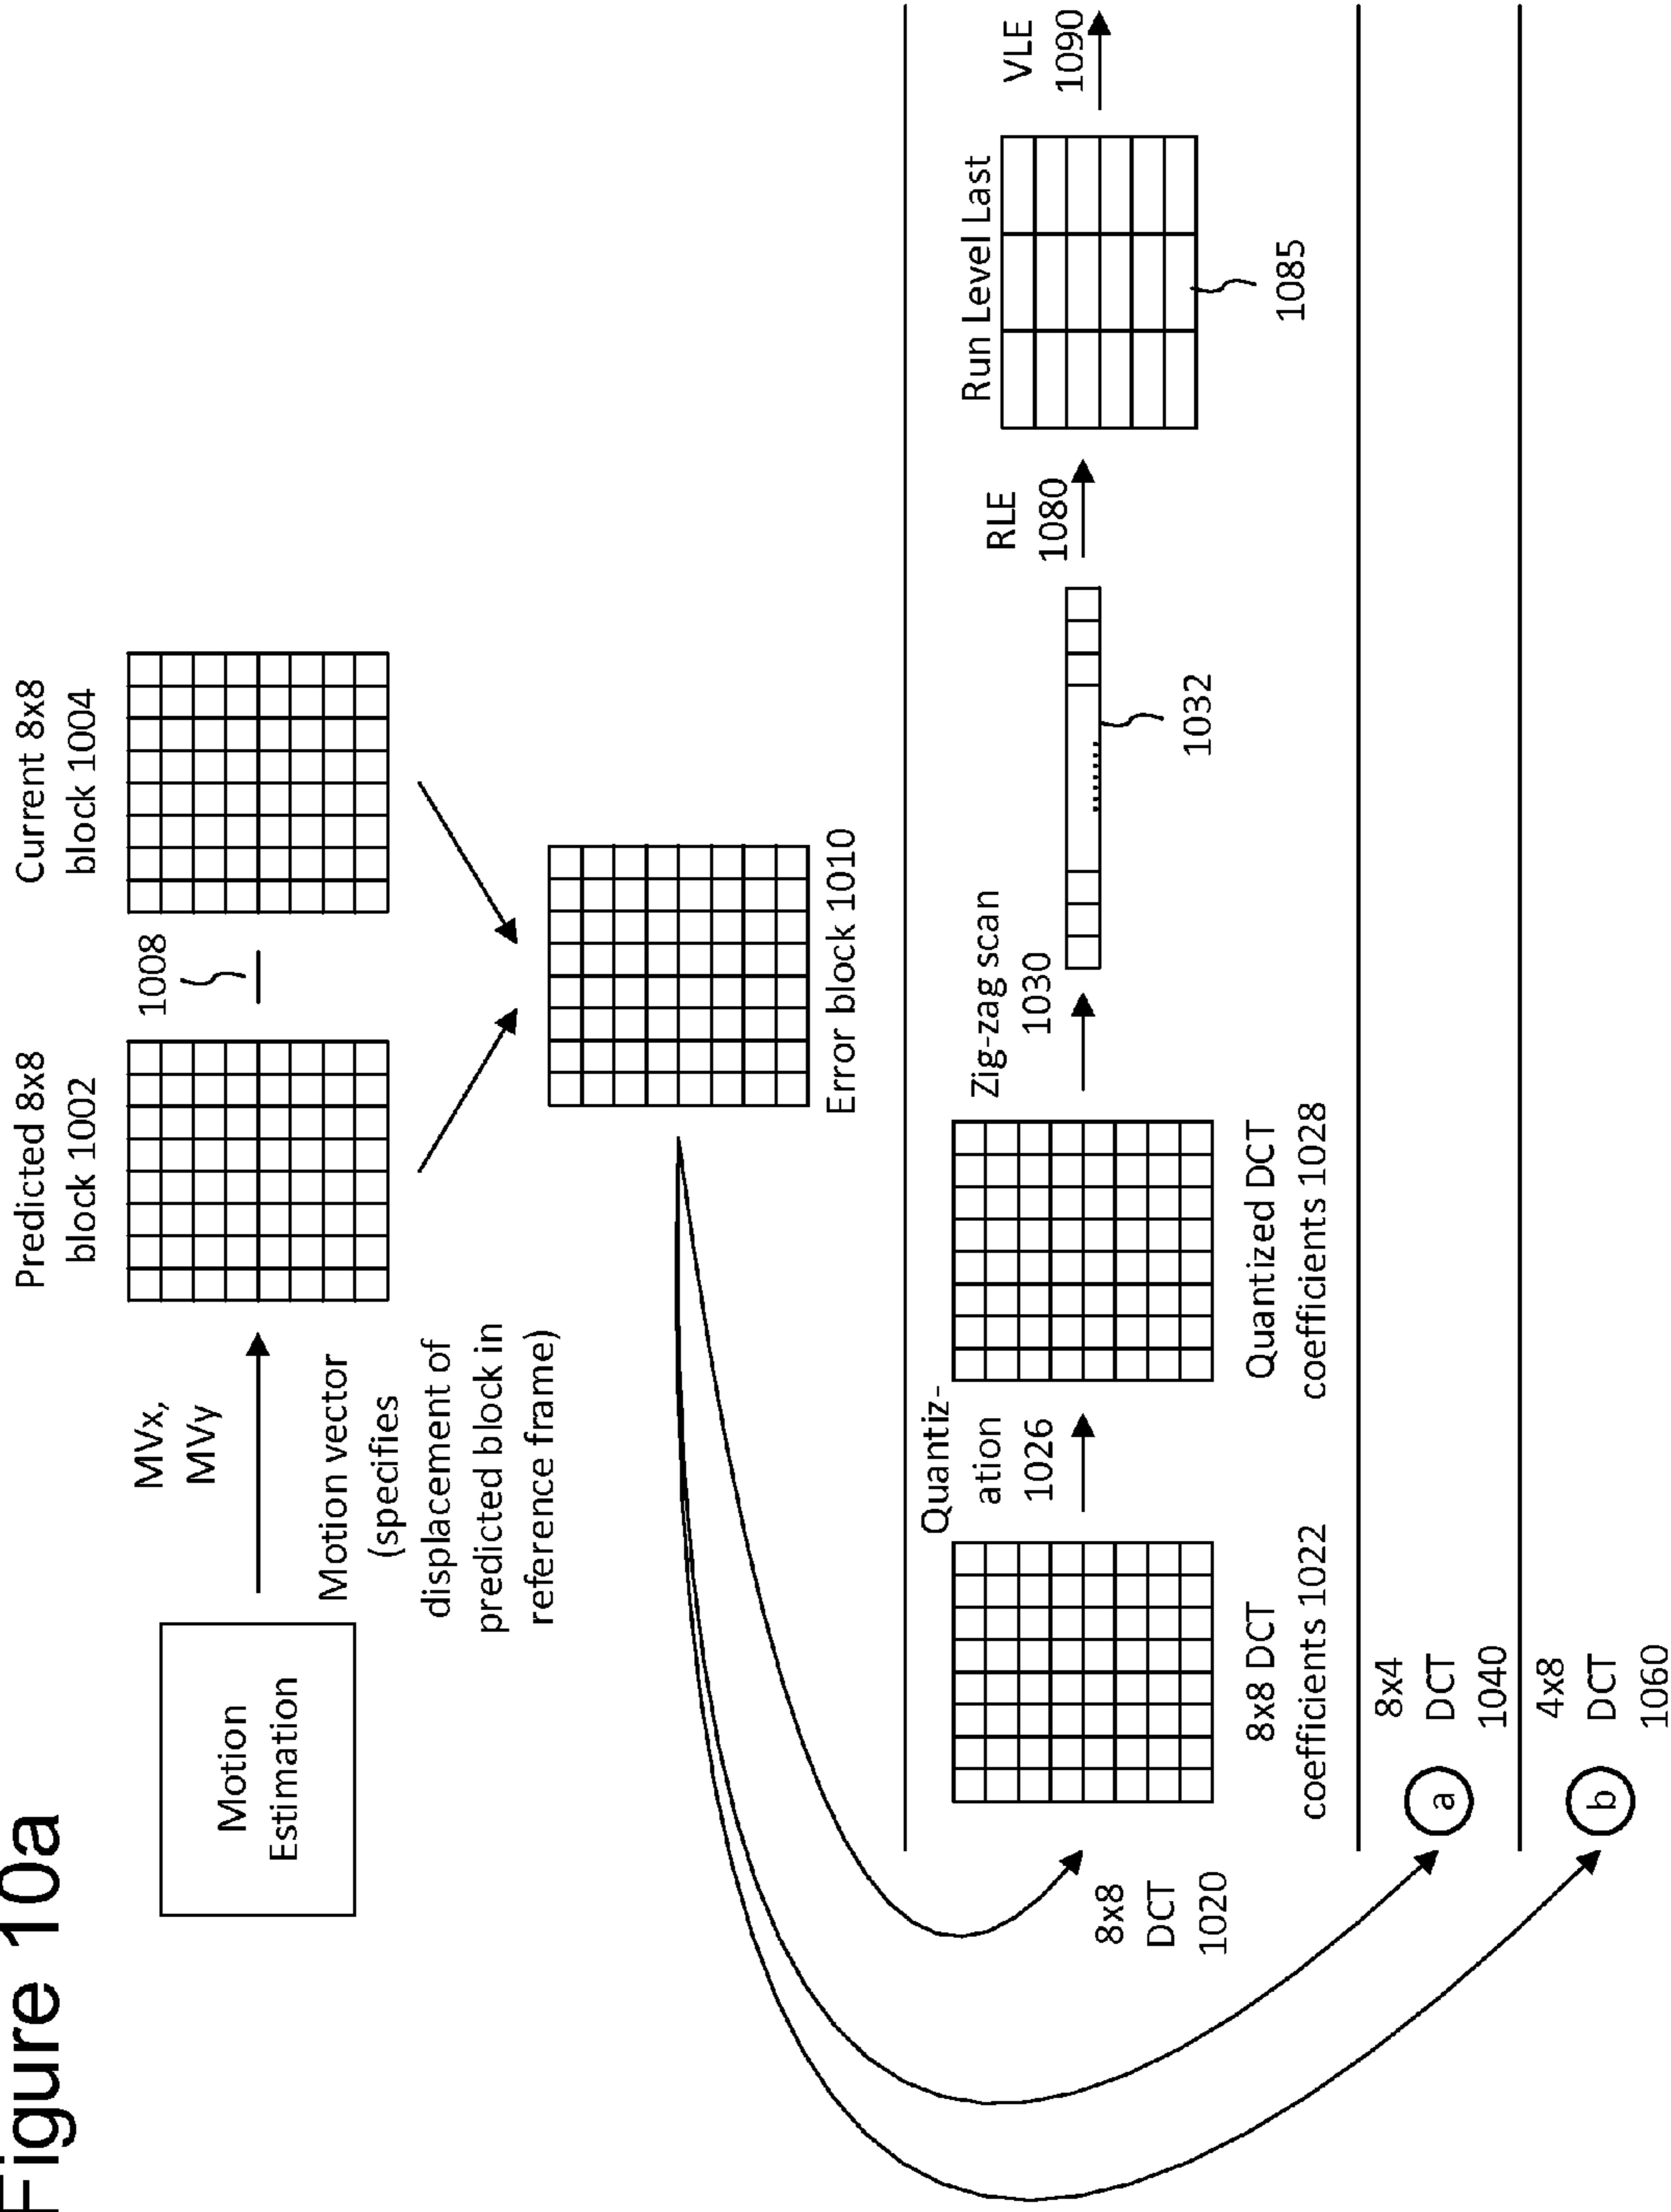 Figure 10a
Motion
Estimation
MVx,
MVy
Motion vector
(specifies
displacement of
predicted block in
reference frame)
Predicted 8x8
block 1002
1008
Current 8x8
block 1004
Error block 1010
8x8
DCT
1020
8x8 DCT
coefficients 1022
Quantiz-
ation
1026
Quantized DCT
coefficients 1028
Zig-zag scan
1030
1032
RLE
1080
Run Level Last
1085
VLE
1090
a
8x4
DCT
1040
b
4x8
DCT
1060